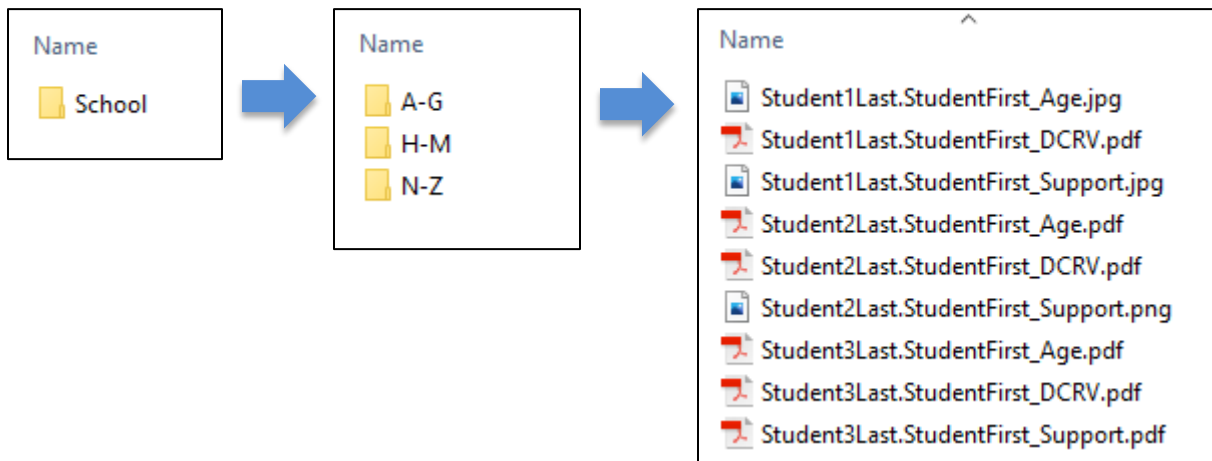 Name
School
Name
A-G
H-M
N-Z
Name
Student1Last.StudentFirst_Age.jpg
Student1Last.StudentFirst_DCRV.pdf
Student1Last.StudentFirst_Support.jpg
Student2Last.StudentFirst_Age.pdf
Student2Last.StudentFirst_DCRV.pdf
Student2Last.StudentFirst_Support.png
Student3Last.StudentFirst_Age.pdf
Student3Last.StudentFirst_DCRV.pdf
Student3Last.StudentFirst_Support.pdf